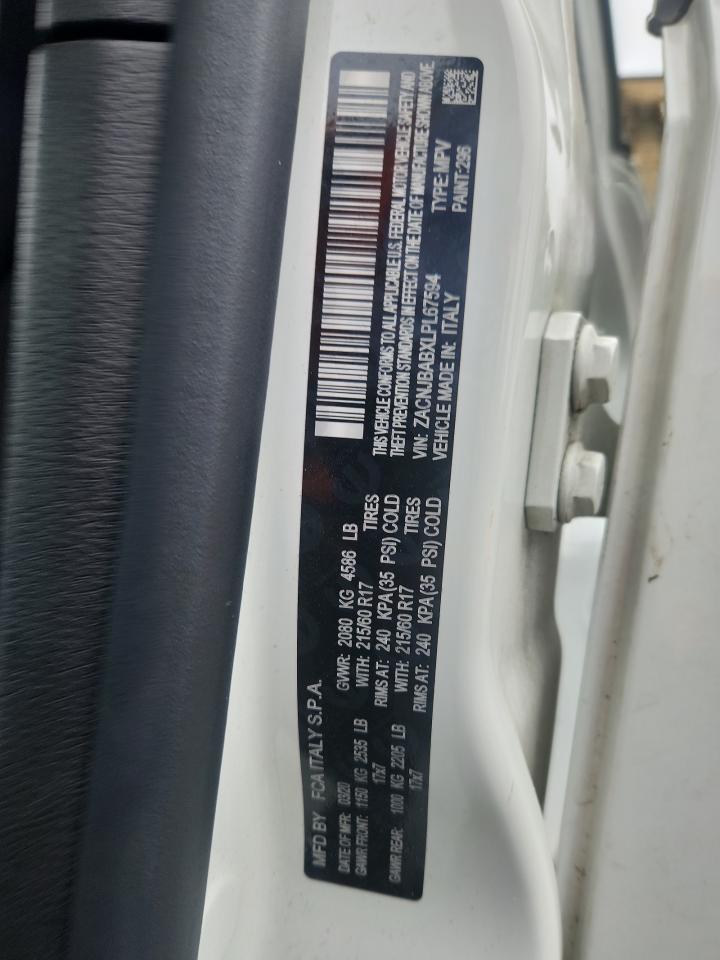 MFD BY FCA ITALY S.P.A.
DATE OF MFR: 03/20 GVWR: 2080 KG 4586 LB
GAWR FRONT: 1150 KG 2535 LB WITH: 215/60 R17 TIRES
17x7 RIMS AT: 240 KPA(35 PSI) COLD
GAWR REAR: 1000 KG 2205 LB WITH: 215/60 R17 TIRES
17x7 RIMS AT: 240 KPA(35 PSI) COLD
THIS VEHICLE CONFORMS TO ALL APPLICABLE U.S. FEDERAL MOTOR VEHICLE SAFETY AND
THEFT PREVENTION STANDARDS IN EFFECT ON THE DATE OF MANUFACTURE SHOWN ABOVE.
VIN: ZACNJBABXLPL67594 TYPE: MPV
VEHICLE MADE IN: ITALY PAINT: 296